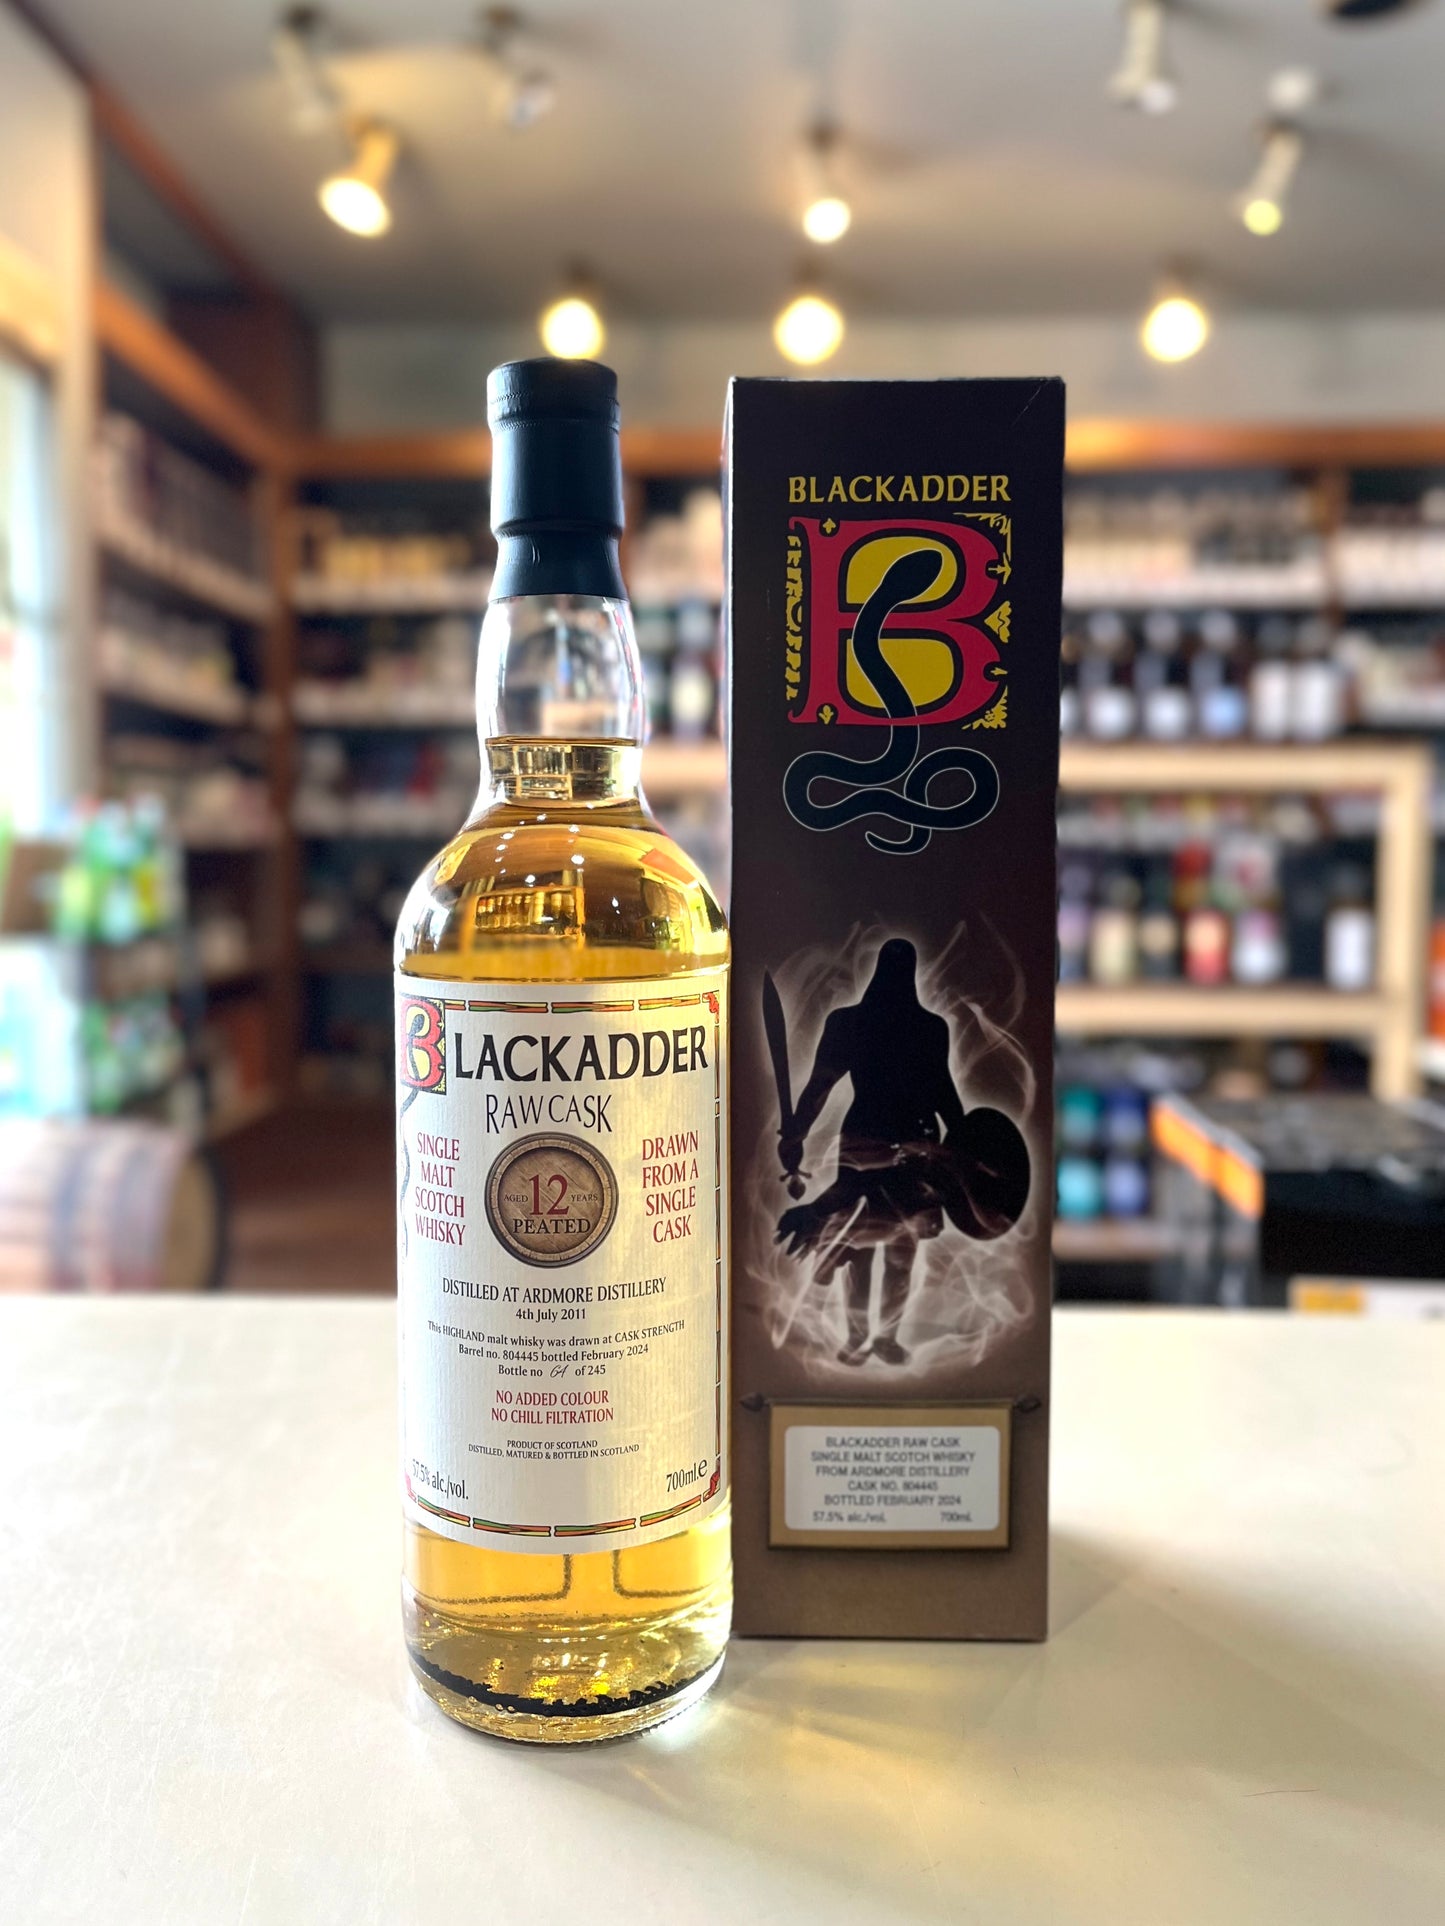 BLACKADDER
B
BLACKADDER
RAW CASK
SINGLE
MALT
SCOTCH
WHISKY
AGED 12 YEARS
PEATED
DRAWN
FROM A
SINGLE
CASK
DISTILLED AT ARDMORE DISTILLERY
4th July 2011
This HIGHLAND malt whisky was drawn at CASK STRENGTH
Barrel no. 804445 bottled February 2024
Bottle no 64 of 245
NO ADDED COLOUR
NO CHILL FILTRATION
PRODUCT OF SCOTLAND
DISTILLED, MATURED & BOTTLED IN SCOTLAND
57.5% alc./vol.
700ml.e
BLACKADDER RAW CASK
SINGLE MALT SCOTCH WHISKY
FROM ARDMORE DISTILLERY
CASK NO. 804445
BOTTLED FEBRUARY 2024
57.5% alc./vol. 700ml.